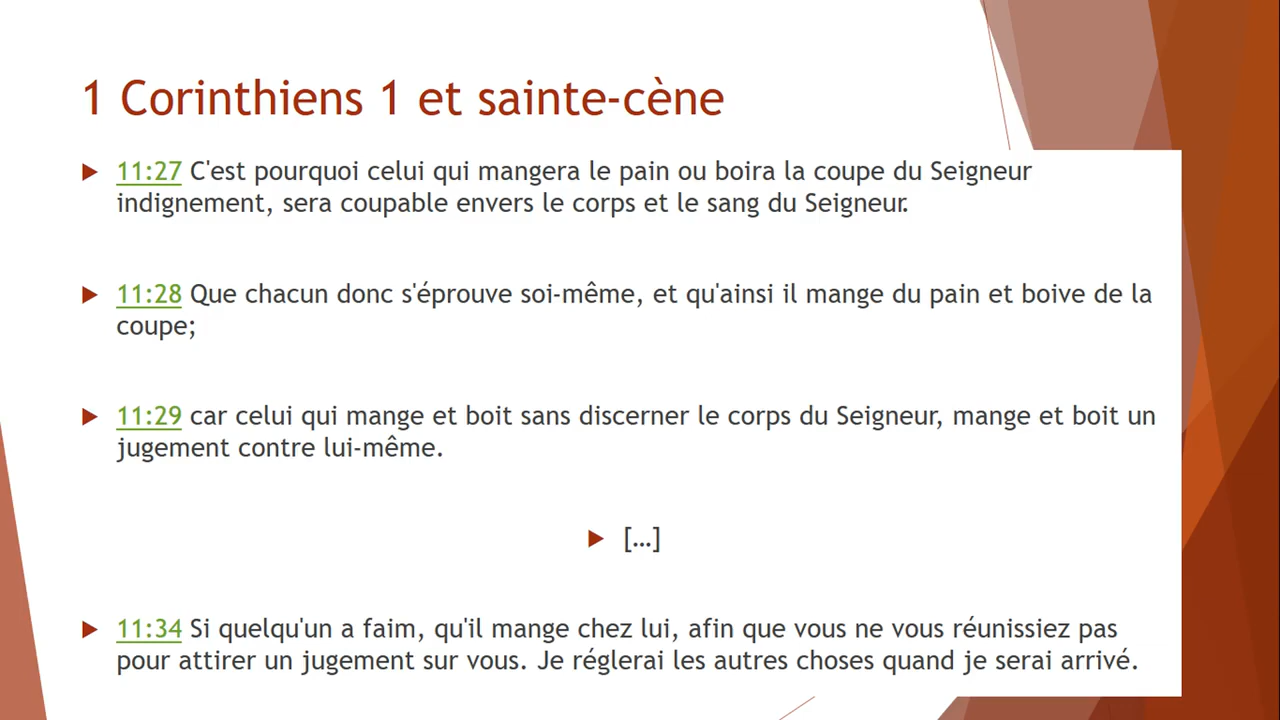 1 Corinthiens 1 et sainte-cène
11:27 C'est pourquoi celui qui mangera le pain ou boira la coupe du Seigneur
indignement, sera coupable envers le corps et le sang du Seigneur.
11:28 Que chacun donc s'éprouve soi-même, et qu'ainsi il mange du pain et boive de la
coupe;
11:29 car celui qui mange et boit sans discerner le corps du Seigneur, mange et boit un
jugement contre lui-même.
[…]
11:34 Si quelqu'un a faim, qu'il mange chez lui, afin que vous ne vous réunissiez pas
pour attirer un jugement sur vous. Je réglerai les autres choses quand je serai arrivé.